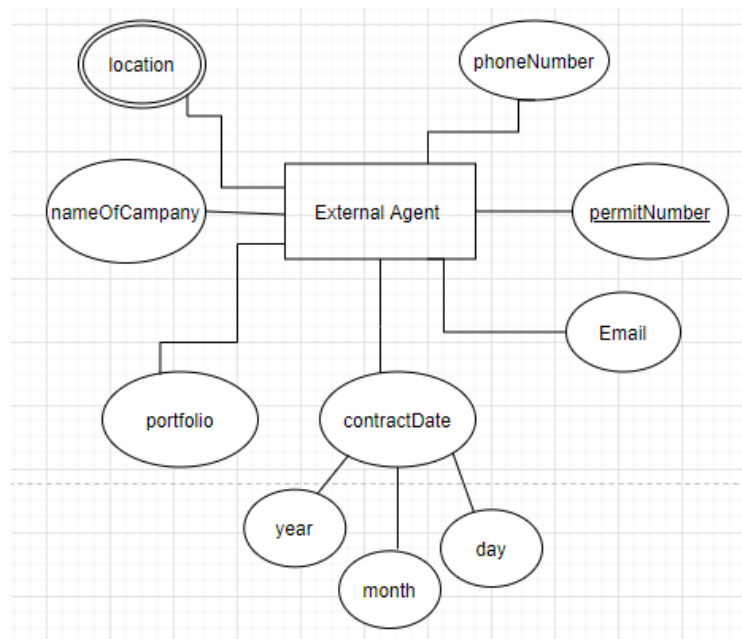 location
phoneNumber
nameOfCampany
External Agent
permitNumber
Email
portfolio
contractDate
year
day
month